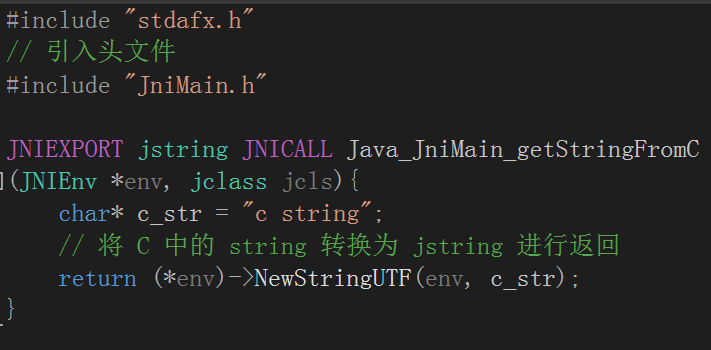 #include "stdafx.h"
// 引入头文件
#include "JniMain.h"
JNIEXPORT jstring JNICALL Java_JniMain_getStringFromC
(JNIEnv *env, jclass jcls){
    char* c_str = "c string";
    // 将 C 中的 string 转换为 jstring 进行返回
    return (*env)->NewStringUTF(env, c_str);
}